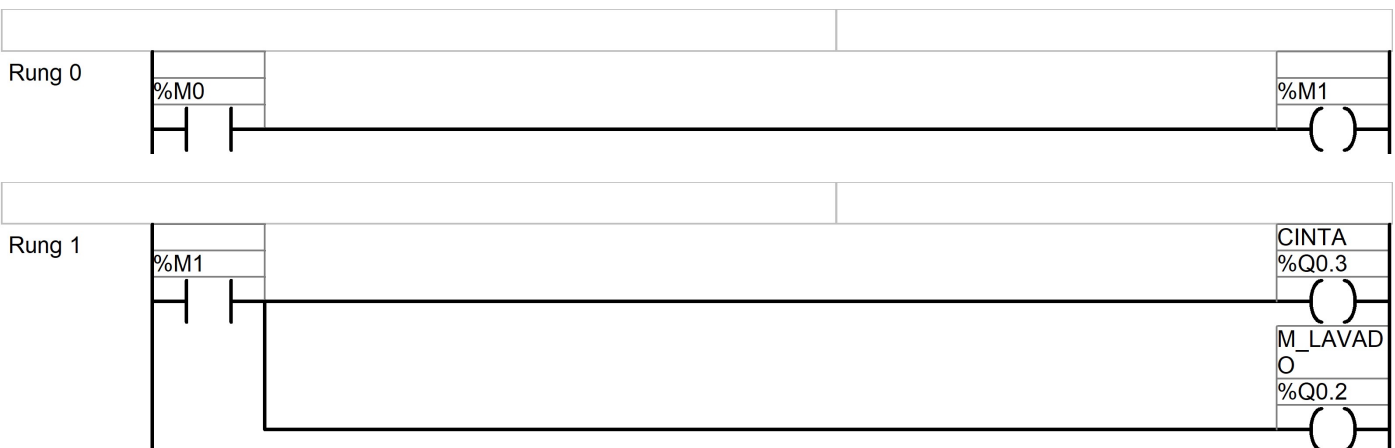 Rung 0
%M0
%M1
Rung 1
%M1
CINTA
%Q0.3
M_LAVAD
O
%Q0.2